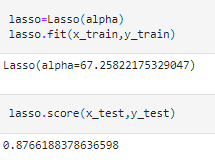 lasso=Lasso(alpha)
lasso.fit(x_train,y_train)
Lasso(alpha=67.25822175329047)
lasso.score(x_test,y_test)
0.8766188378636598